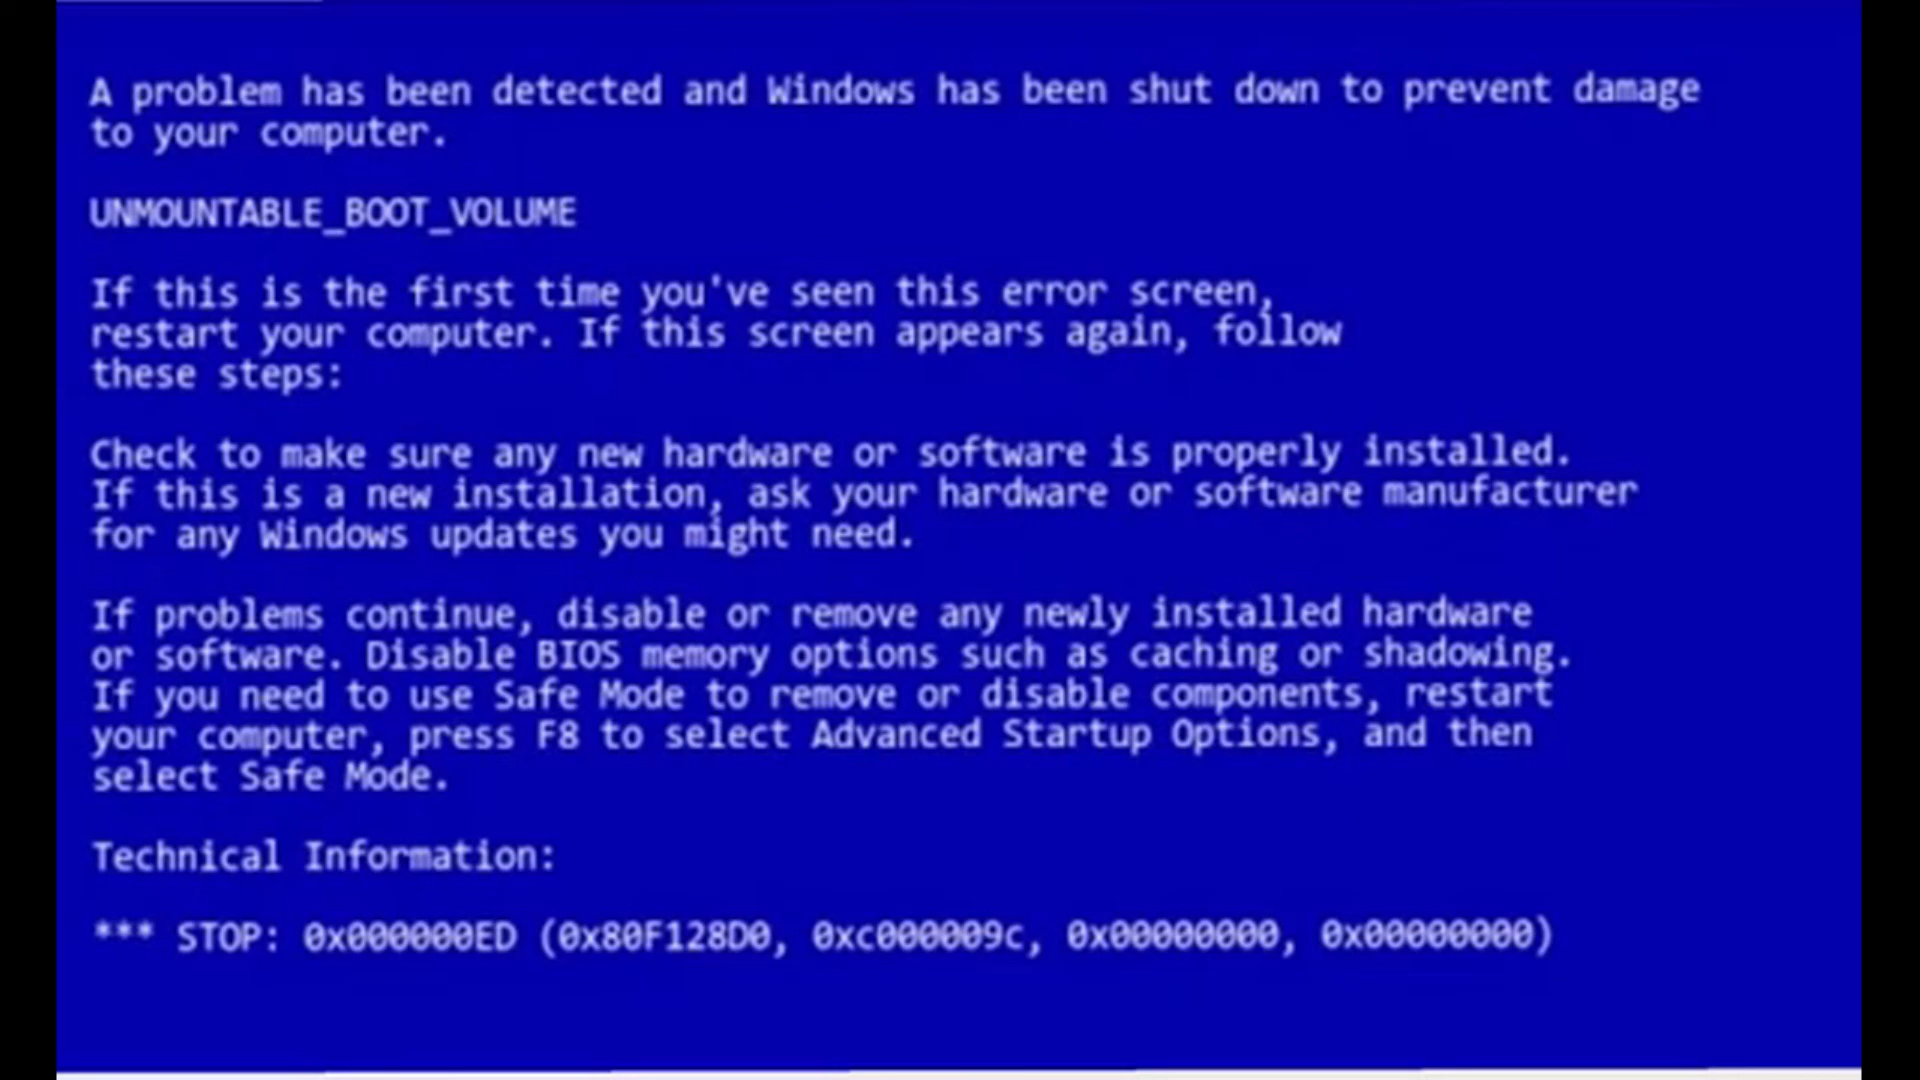 A problem has been detected and Windows has been shut down to prevent damage
to your computer.
UNMOUNTABLE_BOOT_VOLUME
If this is the first time you've seen this error screen,
restart your computer. If this screen appears again, follow
these steps:
Check to make sure any new hardware or software is properly installed.
If this is a new installation, ask your hardware or software manufacturer
for any Windows updates you might need.
If problems continue, disable or remove any newly installed hardware
or software. Disable BIOS memory options such as caching or shadowing.
If you need to use Safe Mode to remove or disable components, restart
your computer, press F8 to select Advanced Startup Options, and then
select Safe Mode.
Technical Information:
*** STOP: 0x000000ED (0x80F128D0, 0xc000009c, 0x00000000, 0x00000000)